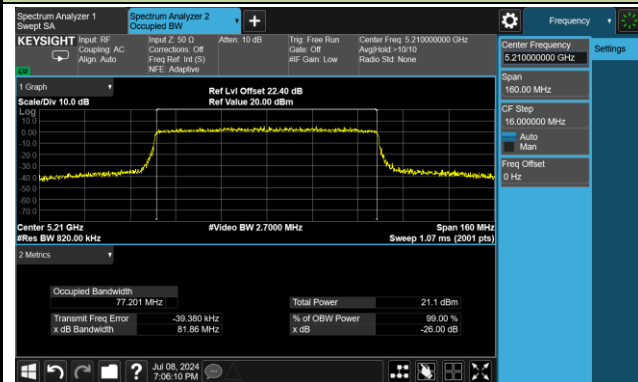 Spectrum Analyzer 1
Swept SA
Spectrum Analyzer 2
Occupied BW
Frequency
KEYSIGHT
Input: RF
Coupling: AC
Align: Auto
Input Z: 50 Ω
Corrections: Off
Freq Ref: Int (S)
NFE: Adaptive
Atten: 10 dB
Trig: Free Run
Gate: Off
#IF Gain: Low
Center Freq: 5.210000000 GHz
Avg|Hold:>10/10
Radio Std: None
Center Frequency
5.210000000 GHz
Settings
Span
160.00 MHz
CF Step
16.000000 MHz
Auto
Man
Freq Offset
0 Hz
1 Graph
Scale/Div 10.0 dB
Ref Lvl Offset 22.40 dB
Ref Value 20.00 dBm
Log
10.0
0.00
-10.0
-20.0
-30.0
-40.0
-50.0
-60.0
-70.0
Center 5.21 GHz
#Res BW 820.00 kHz
#Video BW 2.7000 MHz
Span 160 MHz
Sweep 1.07 ms (2001 pts)
2 Metrics
Occupied Bandwidth
77.201 MHz
Total Power 21.1 dBm
Transmit Freq Error -39.380 kHz
% of OBW Power 99.00 %
x dB Bandwidth 81.86 MHz
x dB -26.00 dB
Jul 08, 2024
7:06:10 PM